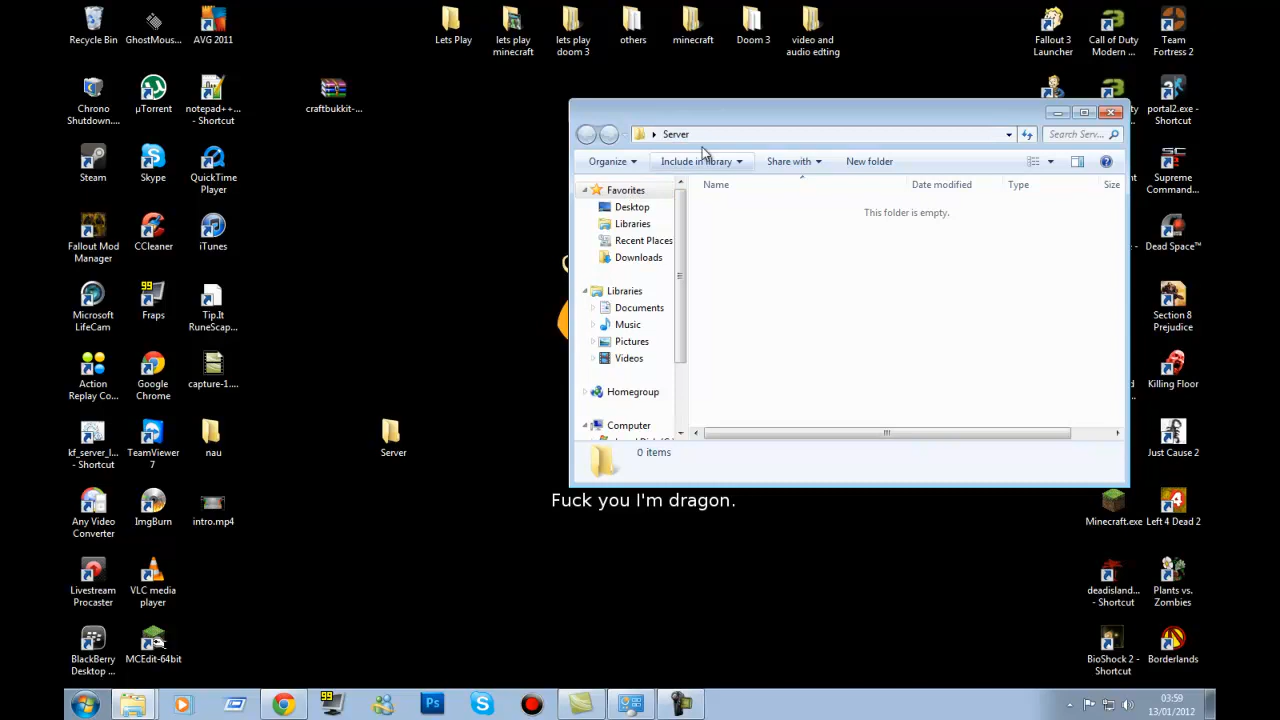 Recycle Bin
GhostMous...
AVG 2011
Lets Play
lets play
minecraft
lets play
doom 3
others
minecraft
Doom 3
video and
audio edting
Fallout 3
Launcher
Call of Duty
Modern ...
Team
Fortress 2
Chrono
Shutdown....
µTorrent
notepad++...
- Shortcut
craftbukkit-...
portal2.exe -
Shortcut
Steam
Skype
QuickTime
Player
Supreme
Command...
Fallout Mod
Manager
CCleaner
iTunes
Dead Space™
Microsoft
LifeCam
99
Fraps
Tip.It
RuneScap...
Section 8
Prejudice
Action
Replay Co...
Google
Chrome
capture-1....
Killing Floor
kf_server_l...
- Shortcut
TeamViewer
7
nau
Server
Just Cause 2
Any Video
Converter
ImgBurn
intro.mp4
Minecraft.exe
Left 4 Dead 2
Livestream
Procaster
VLC media
player
deadisland...
- Shortcut
Plants vs.
Zombies
BlackBerry
Desktop ...
MCEdit-64bit
BioShock 2 -
Shortcut
Borderlands
Server
Search Serv...
Organize
Include in library
Share with
New folder
Favorites
Desktop
Libraries
Recent Places
Downloads
Libraries
Documents
Music
Pictures
Videos
Homegroup
Computer
Name
Date modified
Type
Size
This folder is empty.
0 items
Fuck you I'm dragon.
99
Ps
03:59
13/01/2012